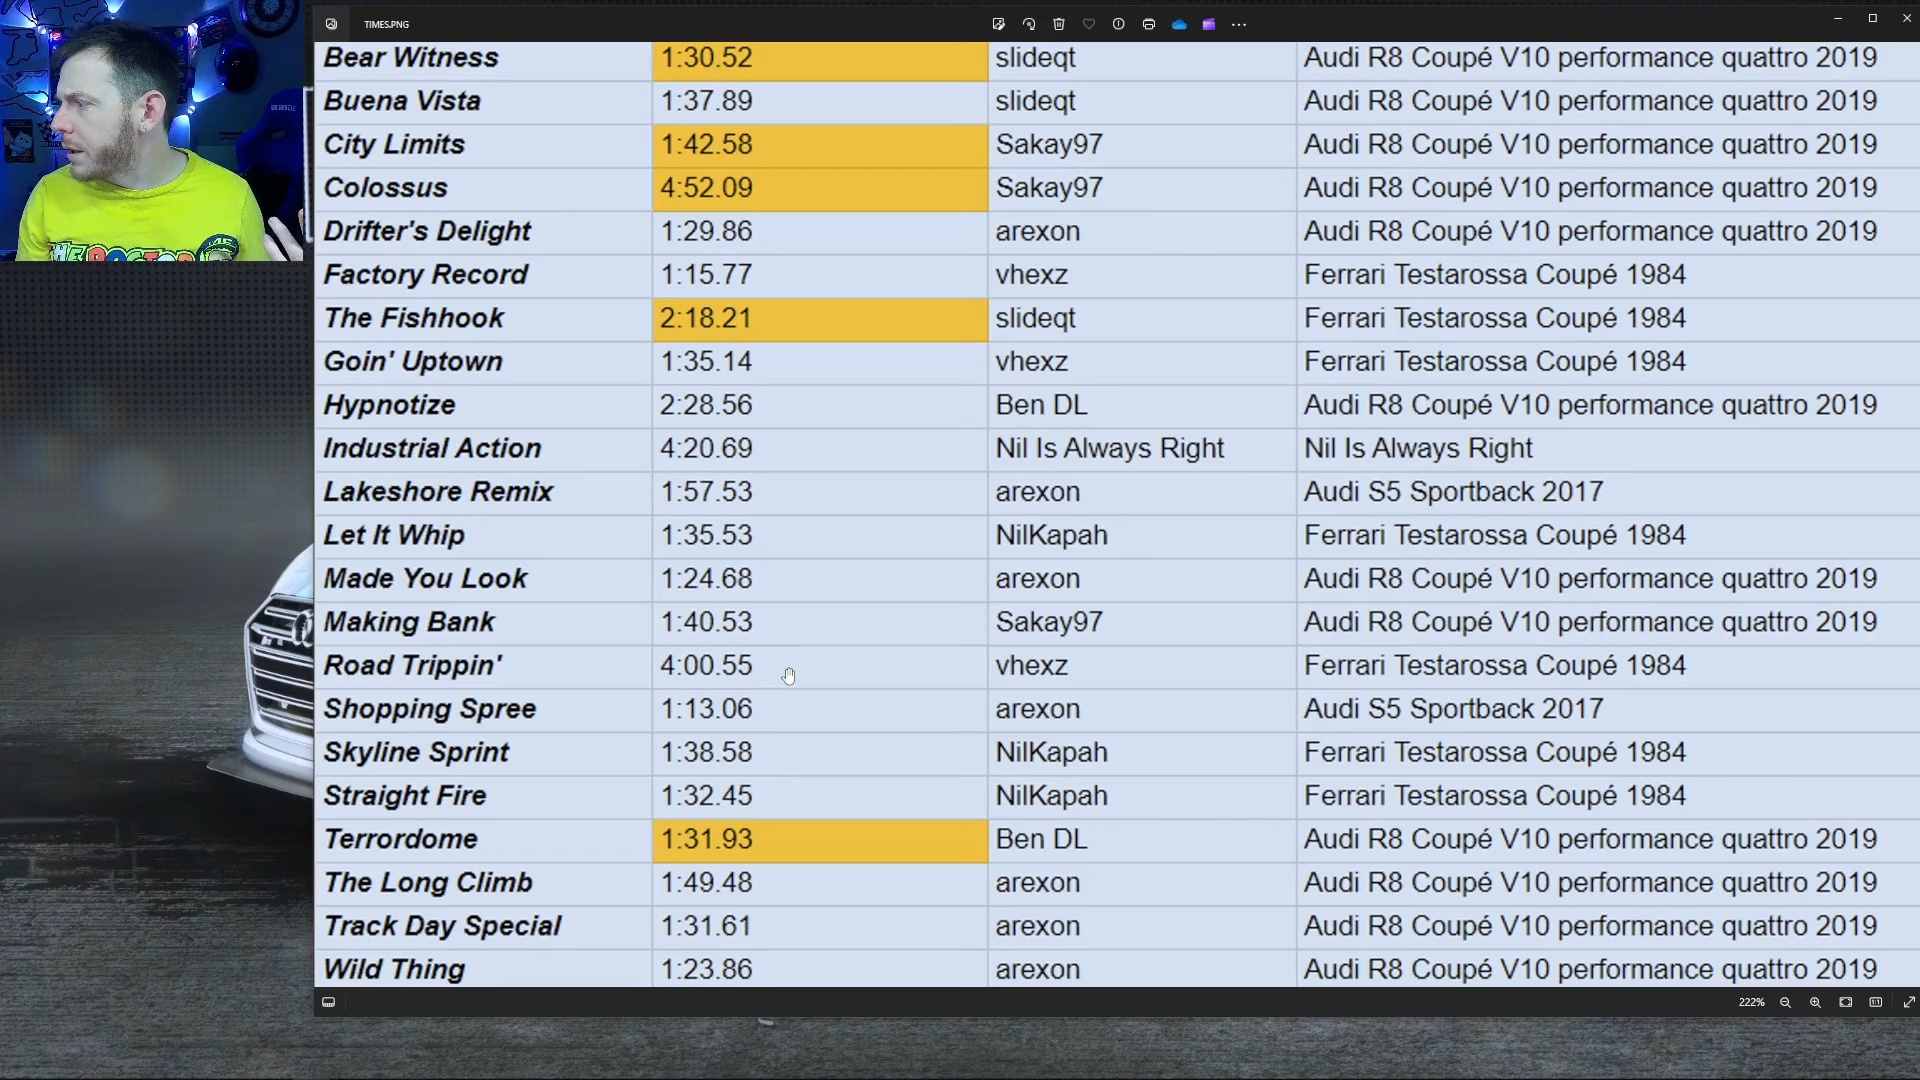 TIMES.PNG
BRIDE
THE DOCTOR
Bear Witness 1:30.52 slideqt Audi R8 Coupé V10 performance quattro 2019
Buena Vista 1:37.89 slideqt Audi R8 Coupé V10 performance quattro 2019
City Limits 1:42.58 Sakay97 Audi R8 Coupé V10 performance quattro 2019
Colossus 4:52.09 Sakay97 Audi R8 Coupé V10 performance quattro 2019
Drifter's Delight 1:29.86 arexon Audi R8 Coupé V10 performance quattro 2019
Factory Record 1:15.77 vhexz Ferrari Testarossa Coupé 1984
The Fishhook 2:18.21 slideqt Ferrari Testarossa Coupé 1984
Goin' Uptown 1:35.14 vhexz Ferrari Testarossa Coupé 1984
Hypnotize 2:28.56 Ben DL Audi R8 Coupé V10 performance quattro 2019
Industrial Action 4:20.69 Nil Is Always Right Nil Is Always Right
Lakeshore Remix 1:57.53 arexon Audi S5 Sportback 2017
Let It Whip 1:35.53 NilKapah Ferrari Testarossa Coupé 1984
Made You Look 1:24.68 arexon Audi R8 Coupé V10 performance quattro 2019
Making Bank 1:40.53 Sakay97 Audi R8 Coupé V10 performance quattro 2019
Road Trippin' 4:00.55 vhexz Ferrari Testarossa Coupé 1984
Shopping Spree 1:13.06 arexon Audi S5 Sportback 2017
Skyline Sprint 1:38.58 NilKapah Ferrari Testarossa Coupé 1984
Straight Fire 1:32.45 NilKapah Ferrari Testarossa Coupé 1984
Terrordome 1:31.93 Ben DL Audi R8 Coupé V10 performance quattro 2019
The Long Climb 1:49.48 arexon Audi R8 Coupé V10 performance quattro 2019
Track Day Special 1:31.61 arexon Audi R8 Coupé V10 performance quattro 2019
Wild Thing 1:23.86 arexon Audi R8 Coupé V10 performance quattro 2019
222%